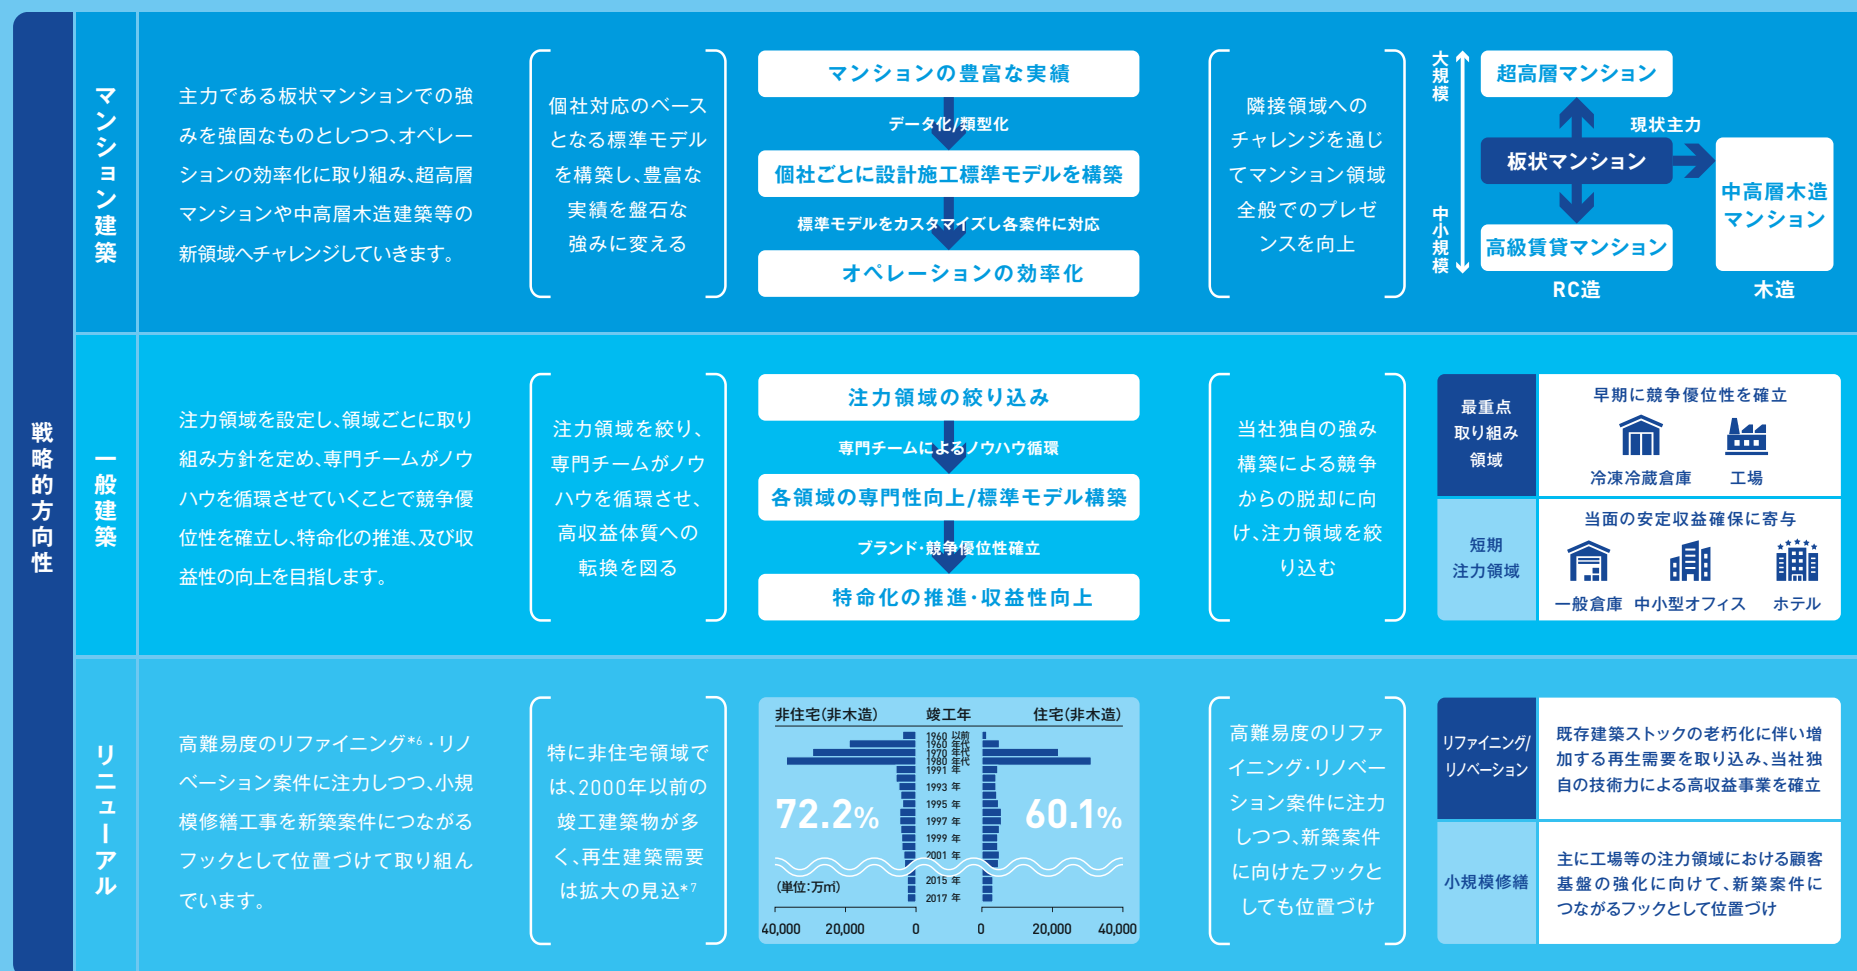 戦略的方向性
マンション建築
主力である板状マンションでの強
みを強固なものとしつつ、オペレー
ションの効率化に取り組み、超高層
マンションや中高層木造建築等の
新領域へチャレンジしていきます。
個社対応のベース
となる標準モデル
を構築し、豊富な
実績を盤石な
強みに変える
マンションの豊富な実績
データ化/類型化
個社ごとに設計施工標準モデルを構築
標準モデルをカスタマイズし各案件に対応
オペレーションの効率化
隣接領域への
チャレンジを通じ
てマンション領域
全般でのプレゼ
ンスを向上
大規模
中小規模
超高層マンション
現状主力
板状マンション
高級賃貸マンション
RC造
中高層木造
マンション
木造
一般建築
注力領域を設定し、領域ごとに取り
組み方針を定め、専門チームがノウ
ハウを循環させていくことで競争優
位性を確立し、特命化の推進、及び収
益性の向上を目指します。
注力領域を絞り、
専門チームがノウ
ハウを循環させ、
高収益体質への
転換を図る
注力領域の絞り込み
専門チームによるノウハウ循環
各領域の専門性向上/標準モデル構築
ブランド・競争優位性確立
特命化の推進・収益性向上
当社独自の強み
構築による競争
からの脱却に向
け、注力領域を絞
り込む
最重点
取り組み
領域
早期に競争優位性を確立
冷凍冷蔵倉庫 工場
短期
注力領域
当面の安定収益確保に寄与
一般倉庫 中小型オフィス ホテル
リニューアル
高難易度のリファイニング*6・リノ
ベーション案件に注力しつつ、小規
模修繕工事を新築案件につながる
フックとして位置づけて取り組ん
でいます。
特に非住宅領域で
は、2000年以前の
竣工建築物が多
く、再生建築需要
は拡大の見込*7
非住宅(非木造) 竣工年 住宅(非木造)
1960 以前
1960 年代
1970 年代
1980 年代
1991 年
1993 年
1995 年
72.2% 60.1%
1997 年
1999 年
2001 年
(単位:万㎡)
2015 年
2017 年
40,000 20,000 0 0 20,000 40,000
高難易度のリファ
イニング・リノベー
ション案件に注力
しつつ、新築案件
に向けたフックと
しても位置づけ
リファイニング/
リノベーション
既存建築ストックの老朽化に伴い増
加する再生需要を取り込み、当社独
自の技術力による高収益事業を確立
小規模修繕
主に工場等の注力領域における顧客
基盤の強化に向けて、新築案件に
つながるフックとして位置づけ